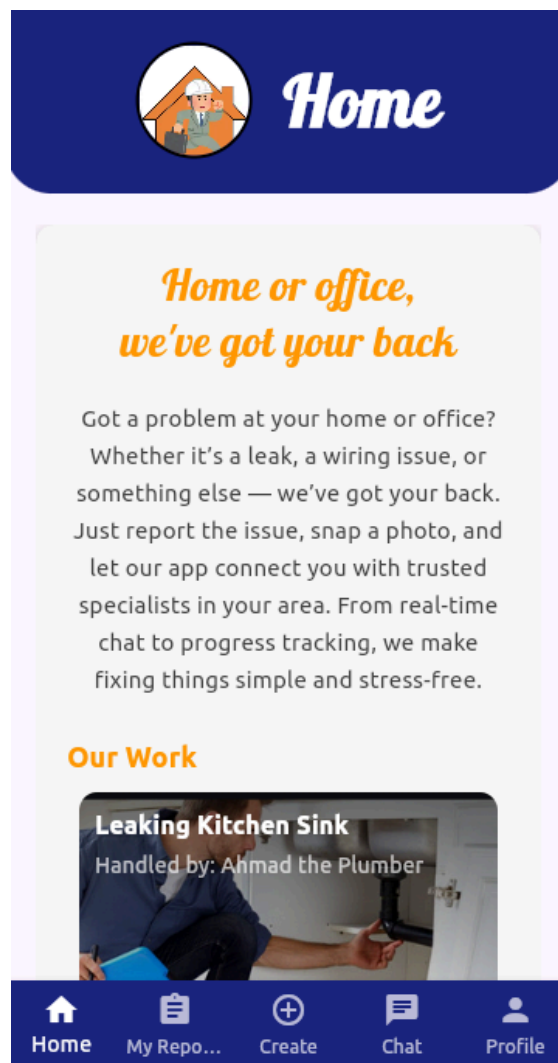 Home
Home or office,
we've got your back
Got a problem at your home or office?
Whether it’s a leak, a wiring issue, or
something else — we’ve got your back.
Just report the issue, snap a photo, and
let our app connect you with trusted
specialists in your area. From real-time
chat to progress tracking, we make
fixing things simple and stress-free.
Our Work
Leaking Kitchen Sink
Handled by: Ahmad the Plumber
Home
My Repo...
Create
Chat
Profile